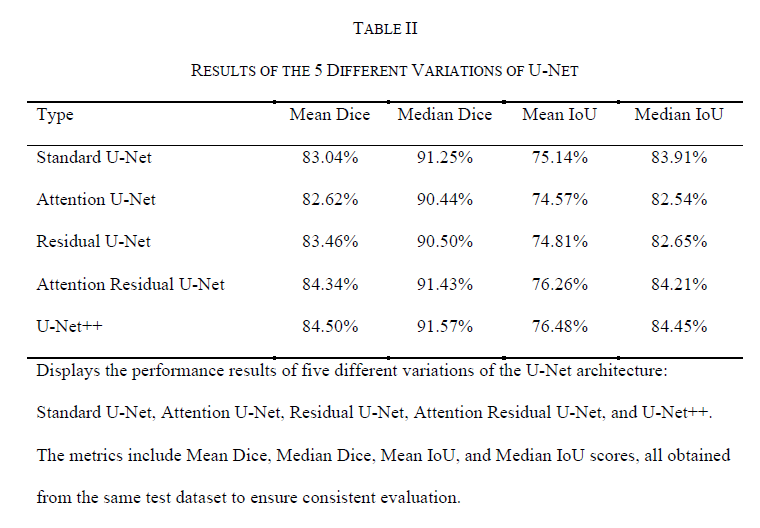 TABLE II
RESULTS OF THE 5 DIFFERENT VARIATIONS OF U-NET
Type Mean Dice Median Dice Mean IoU Median IoU
Standard U-Net 83.04% 91.25% 75.14% 83.91%
Attention U-Net 82.62% 90.44% 74.57% 82.54%
Residual U-Net 83.46% 90.50% 74.81% 82.65%
Attention Residual U-Net 84.34% 91.43% 76.26% 84.21%
U-Net++ 84.50% 91.57% 76.48% 84.45%
Displays the performance results of five different variations of the U-Net architecture:
Standard U-Net, Attention U-Net, Residual U-Net, Attention Residual U-Net, and U-Net++.
The metrics include Mean Dice, Median Dice, Mean IoU, and Median IoU scores, all obtained
from the same test dataset to ensure consistent evaluation.